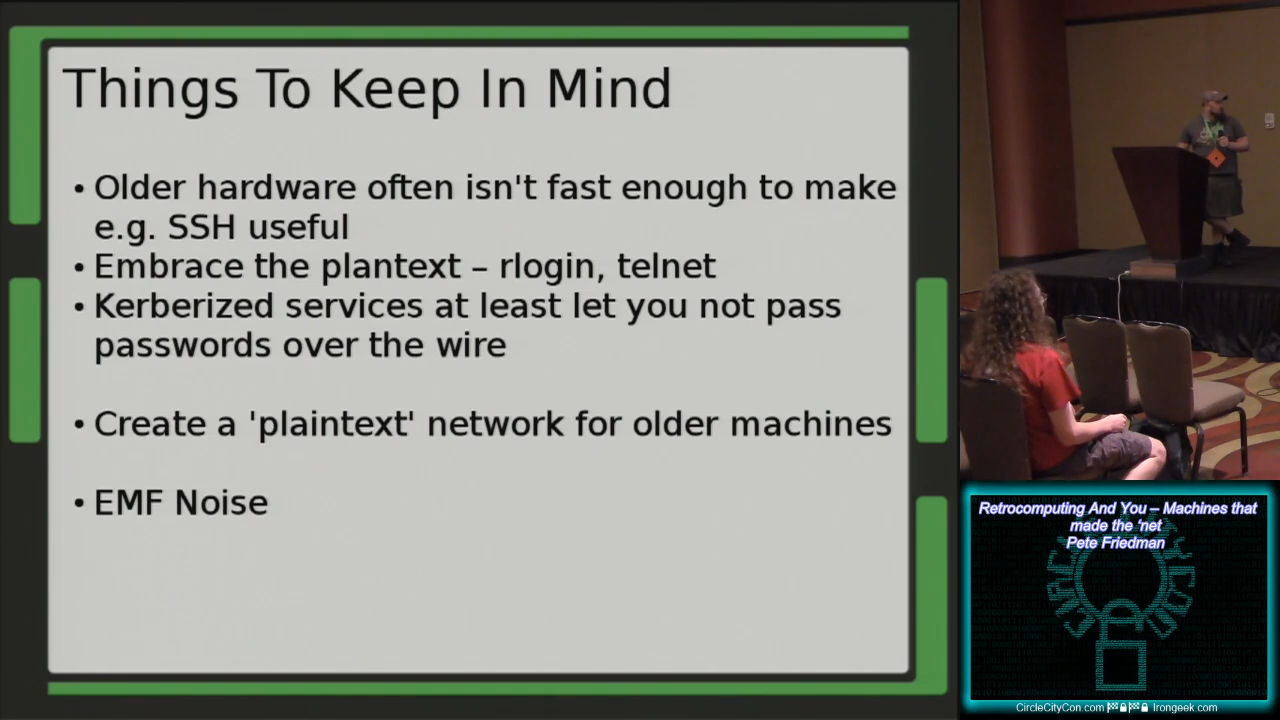 Things To Keep In Mind
• Older hardware often isn't fast enough to make
e.g. SSH useful
• Embrace the plantext – rlogin, telnet
• Kerberized services at least let you not pass
passwords over the wire
• Create a 'plaintext' network for older machines
• EMF Noise
Retrocomputing And You – Machines that
made the 'net
Pete Friedman
CircleCityCon.com Irongeek.com